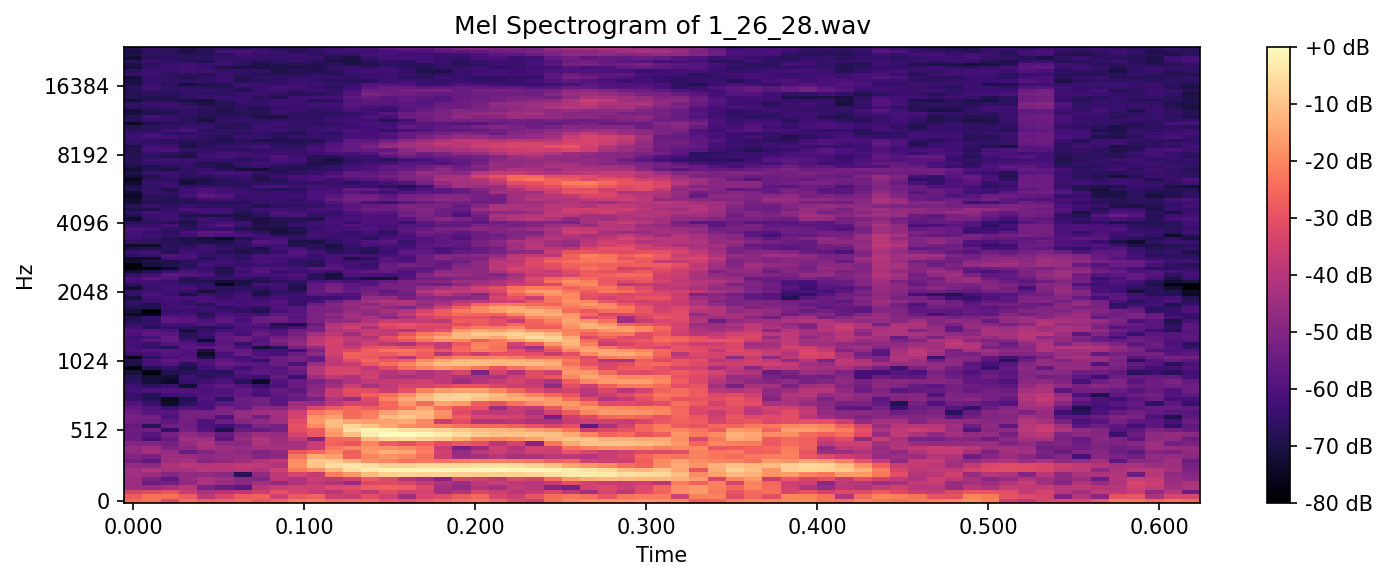 Mel Spectrogram of 1_26_28.wav
Hz
16384
8192
4096
2048
1024
512
0
0.000 0.100 0.200 0.300 0.400 0.500 0.600
Time
+0 dB
-10 dB
-20 dB
-30 dB
-40 dB
-50 dB
-60 dB
-70 dB
-80 dB